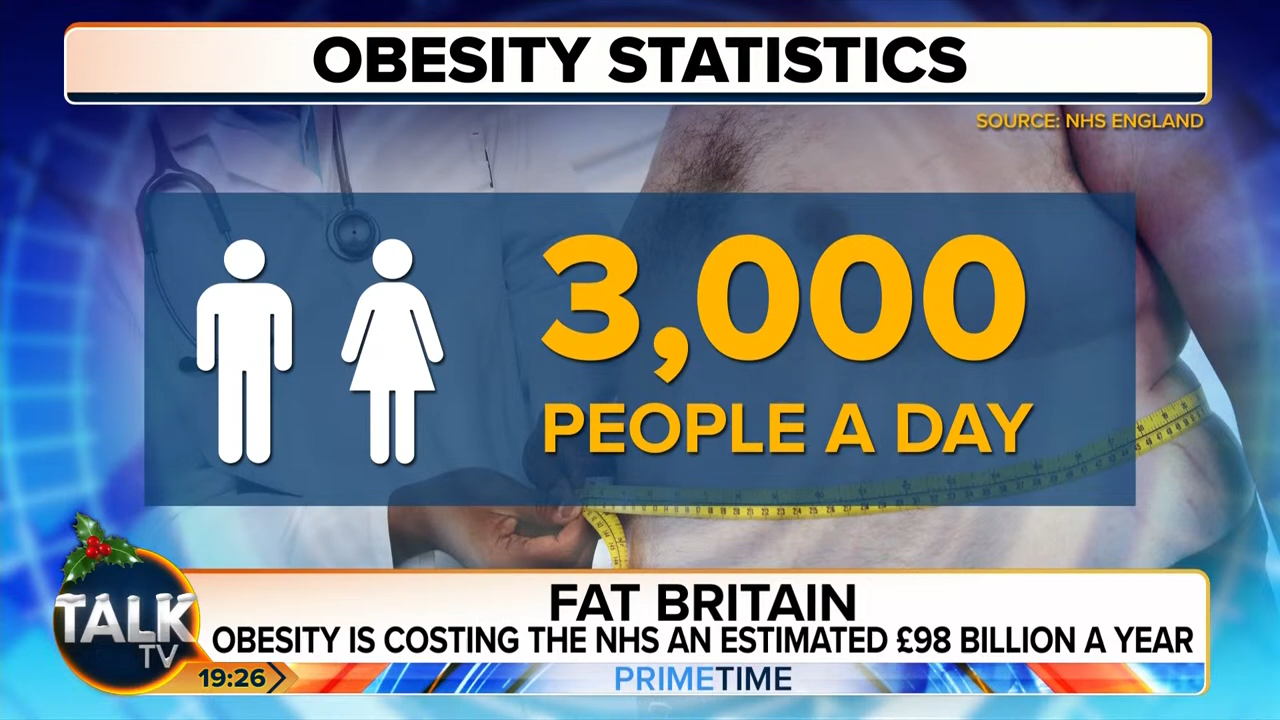 OBESITY STATISTICS
SOURCE: NHS ENGLAND
3,000
PEOPLE A DAY
FAT BRITAIN
OBESITY IS COSTING THE NHS AN ESTIMATED £98 BILLION A YEAR
TALK
TV
19:26
PRIMETIME